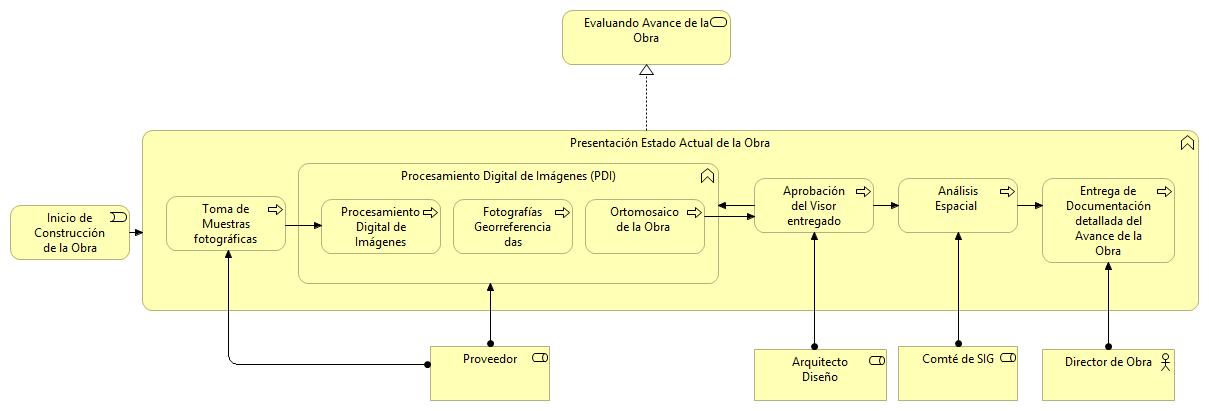 Evaluando Avance de la
Obra
Presentación Estado Actual de la Obra
Procesamiento Digital de Imágenes (PDI)
Inicio de
Construcción
de la Obra
Toma de
Muestras
fotográficas
Procesamiento
Digital de
Imágenes
Fotografías
Georreferencia
das
Ortomosaico
de la Obra
Aprobación
del Visor
entregado
Análisis
Espacial
Entrega de
Documentación
detallada del
Avance de la
Obra
Proveedor
Arquitecto
Diseño
Comté de SIG
Director de Obra